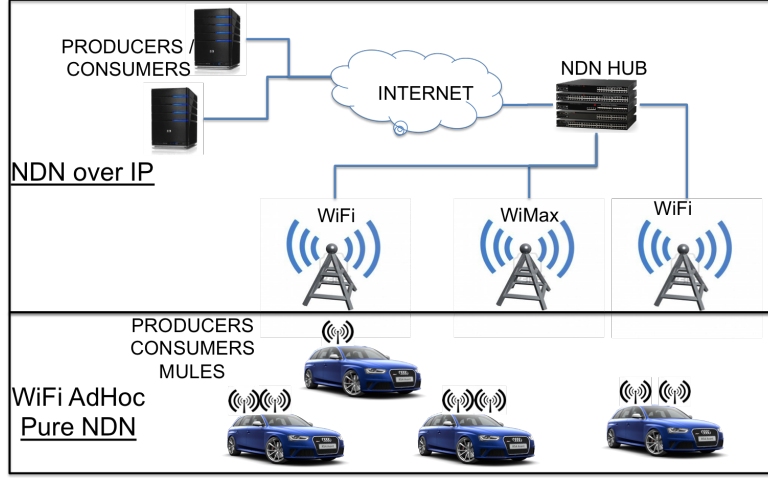 PRODUCERS /
CONSUMERS
INTERNET
NDN HUB
NDN over IP
WiFi
WiMax
WiFi
PRODUCERS
CONSUMERS
MULES
WiFi AdHoc
Pure NDN